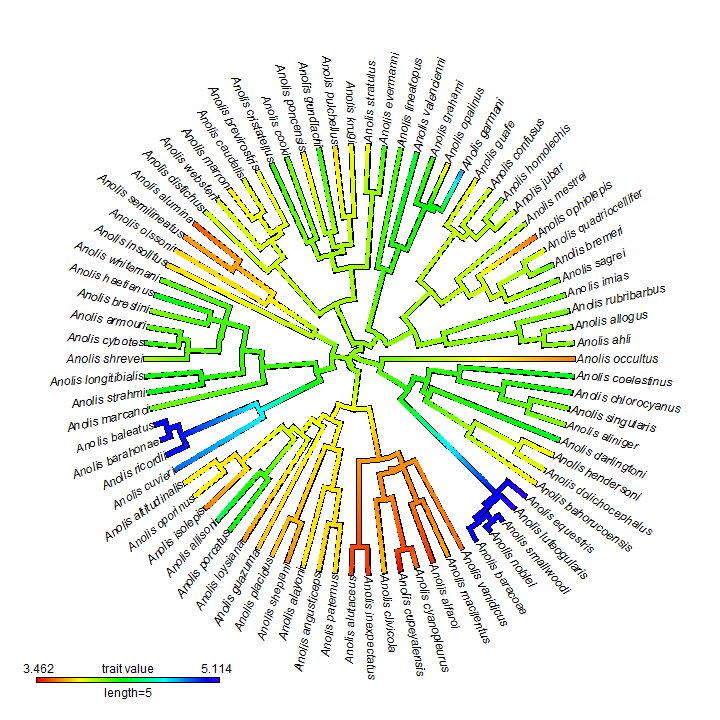 Anolis occultus
Anolis ahli
Anolis allogus
Anolis rubribarbus
Anolis imias
Anolis sagrei
Anolis bremeri
Anolis quadriocellifer
Anolis ophiolepis
Anolis mestrei
Anolis jubar
Anolis homolechis
Anolis confusus
Anolis guafe
Anolis garmani
Anolis opalinus
Anolis grahami
Anolis valencienni
Anolis lineatopus
Anolis evermanni
Anolis stratulus
Anolis krugi
Anolis pulchellus
Anolis gundlachi
Anolis poncensis
Anolis cooki
Anolis cristatellus
Anolis brevirostris
Anolis caudalis
Anolis marron
Anolis websteri
Anolis distichus
Anolis alumina
Anolis semilineatus
Anolis olssoni
Anolis insolitus
Anolis whitemani
Anolis haetianus
Anolis breslini
Anolis armouri
Anolis cybotes
Anolis shrevei
Anolis longitibialis
Anolis strahmi
Anolis marcanoi
Anolis baleatus
Anolis barahonae
Anolis ricordi
Anolis cuvieri
Anolis altitudinalis
Anolis oporinus
Anolis isolepis
Anolis allisoni
Anolis porcatus
Anolis loysiana
Anolis guazuma
Anolis placidus
Anolis sheplani
Anolis alayoni
Anolis angusticeps
Anolis paternus
Anolis alutaceus
Anolis inexpectatus
Anolis clivicola
Anolis cupeyalensis
Anolis cyanopleurus
Anolis alfaroi
Anolis macilentus
Anolis vanidicus
Anolis baracoae
Anolis noblei
Anolis smallwoodi
Anolis luteogularis
Anolis equestris
Anolis bahorucoensis
Anolis dolichocephalus
Anolis hendersoni
Anolis darlingtoni
Anolis aliniger
Anolis singularis
Anolis chlorocyanus
Anolis coelestinus
3.462 trait value 5.114
length=5